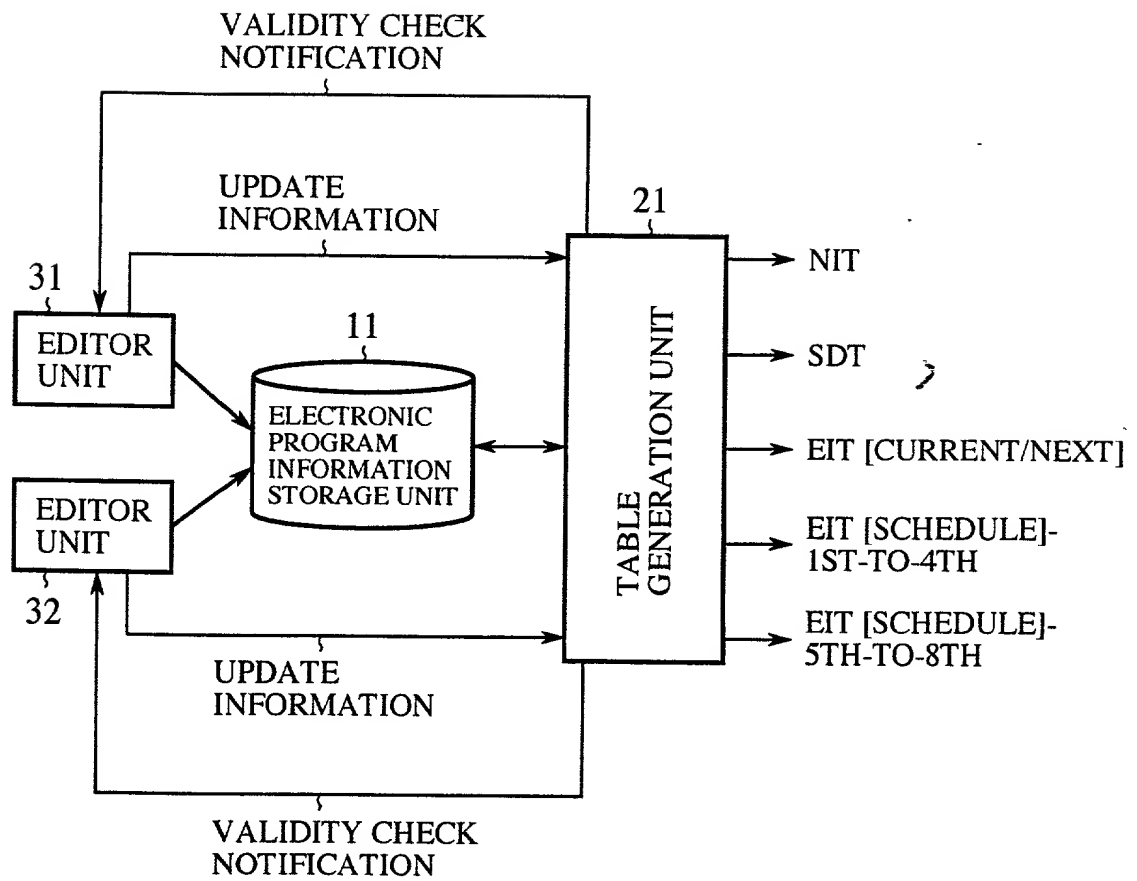 VALIDITY CHECK
NOTIFICATION
UPDATE
INFORMATION
21
NIT
31
EDITOR
UNIT
11
SDT
ELECTRONIC
PROGRAM
INFORMATION
STORAGE UNIT
TABLE
GENERATION UNIT
EIT [CURRENT/NEXT]
EDITOR
UNIT
32
EIT [SCHEDULE]-
1ST-TO-4TH
EIT [SCHEDULE]-
5TH-TO-8TH
UPDATE
INFORMATION
VALIDITY CHECK
NOTIFICATION